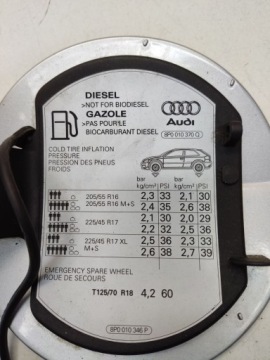 DIESEL
>NOT FOR BIODIESEL
GAZOLE
>PAS POUR/LE
BIOCARBURANT DIESEL
Audi
8P0 010 370 G
COLD TIRE INFLATION
PRESSURE
PRESSION DES PNEUS
FROIDS
bar PSI bar PSI
kg/cm² kg/cm²
205/55 R16 2,3 33 2,1 30
205/55 R16 M+S 2,4 35 2,6 38
225/45 R17 2,1 30 2,0 29
2,2 32 2,5 36
225/45 R17 XL 2,5 36 2,3 33
M+S 2,6 38 2,7 39
EMERGENCY SPARE WHEEL
ROUE DE SECOURS
T125/70 R18 4,2 60
8P0 010 346 P